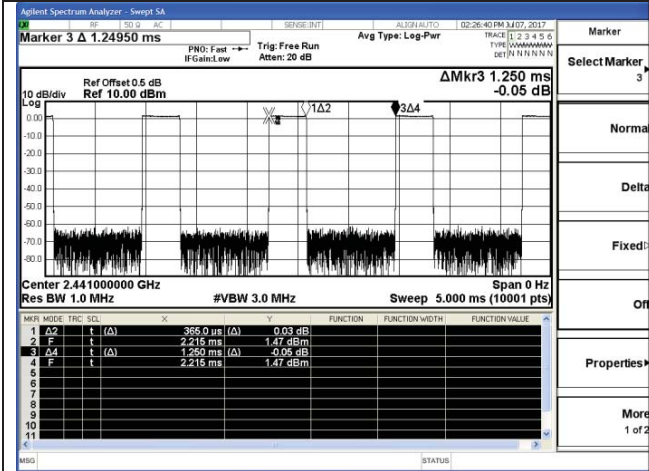 Agilent Spectrum Analyzer - Swept SA
RF 50 Ω AC SENSE:INT ALIGN AUTO 02:26:40 PM Jul 07, 2017
Marker 3 Δ 1.24950 ms
Avg Type: Log-Pwr
TRACE 1 2 3 4 5 6
TYPE WWWWWW
DET N N N N N N
PNO: Fast
IFGain:Low
Trig: Free Run
Atten: 20 dB
ΔMkr3 1.250 ms
-0.05 dB
Ref Offset 0.5 dB
10 dB/div Ref 10.00 dBm
Log
0.00
-10.0
-20.0
-30.0
-40.0
-50.0
-60.0
-70.0
-80.0
1Δ2
3Δ4
Center 2.441000000 GHz Span 0 Hz
Res BW 1.0 MHz #VBW 3.0 MHz Sweep 5.000 ms (10001 pts)
MKR MODE TRC SCL X Y FUNCTION FUNCTION WIDTH FUNCTION VALUE
1 Δ2 t (Δ) 365.0 µs (Δ) 0.03 dB
2 F t 2.215 ms 1.47 dBm
3 Δ4 t (Δ) 1.250 ms (Δ) -0.05 dB
4 F t 2.215 ms 1.47 dBm
5
6
7
8
9
10
11
MSG STATUS
Marker
Select Marker
3
Normal
Delta
Fixed
Off
Properties
More
1 of 2